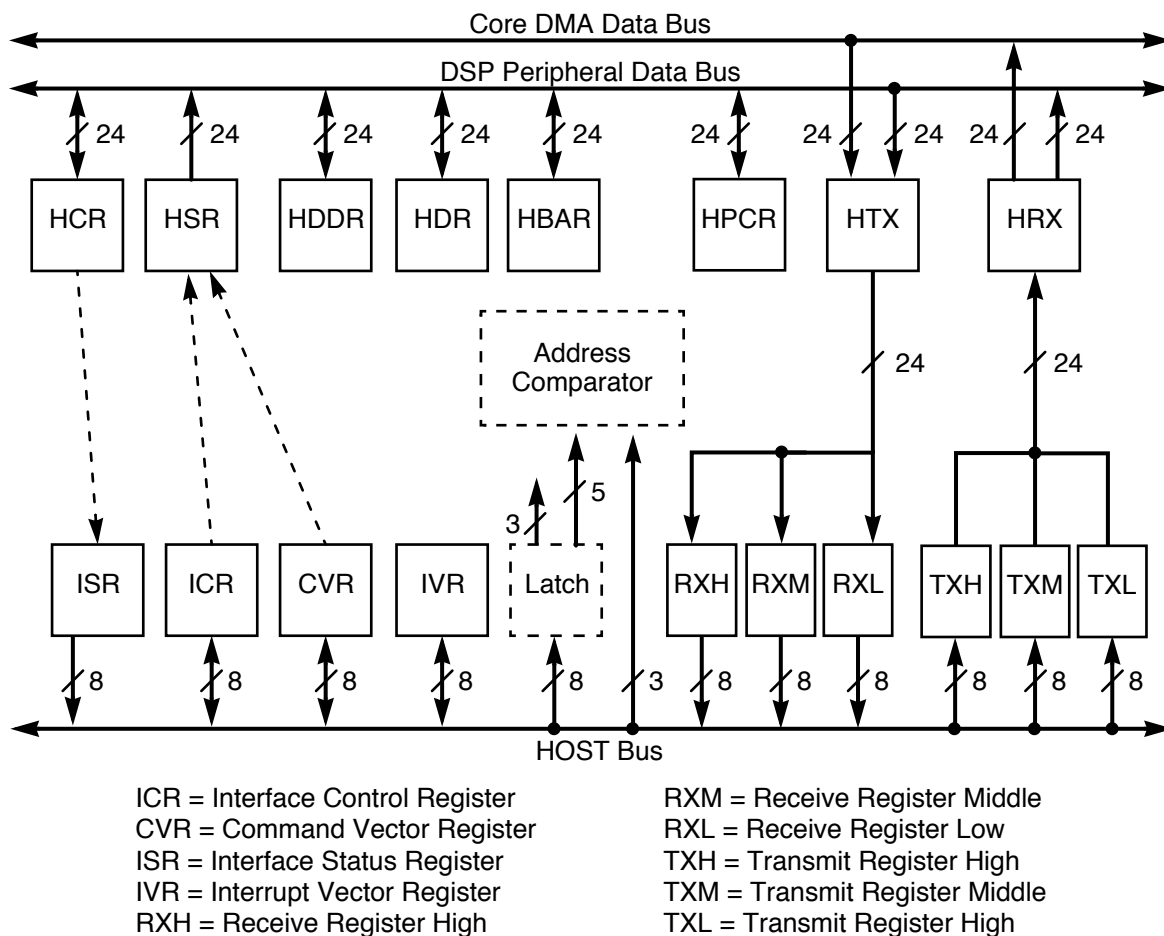 Core DMA Data Bus
DSP Peripheral Data Bus
24 24 24 24 24 24 24 24 24 24
HCR HSR HDDR HDR HBAR HPCR HTX HRX
Address
Comparator
24 24
5
3
ISR ICR CVR IVR Latch RXH RXM RXL TXH TXM TXL
8 8 8 8 8 3 8 8 8 8 8 8
HOST Bus
ICR = Interface Control Register
CVR = Command Vector Register
ISR = Interface Status Register
IVR = Interrupt Vector Register
RXH = Receive Register High
RXM = Receive Register Middle
RXL = Receive Register Low
TXH = Transmit Register High
TXM = Transmit Register Middle
TXL = Transmit Register High